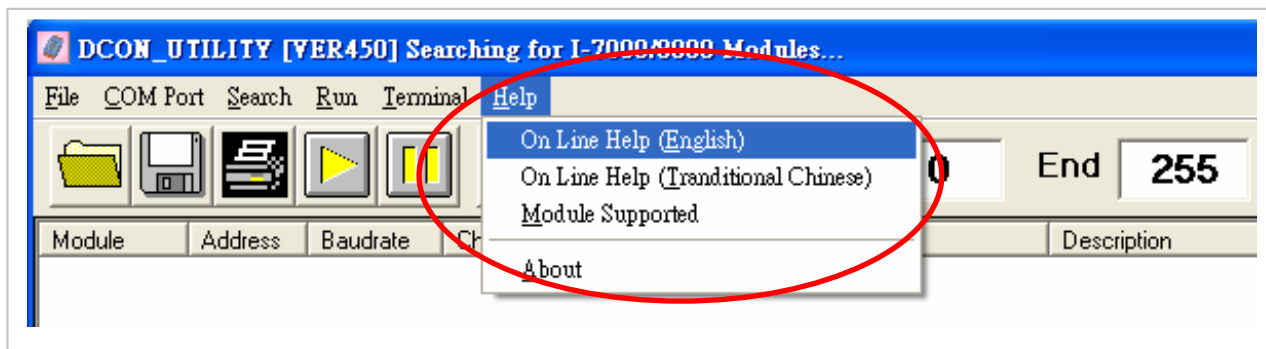 DCON_UTILITY [VER450] Searching for I-7000/8000 Modules...
File COM Port Search Run Terminal Help
On Line Help (English)
On Line Help (Tranditional Chinese)
Module Supported
About
0 End 255
Module Address Baudrate Description